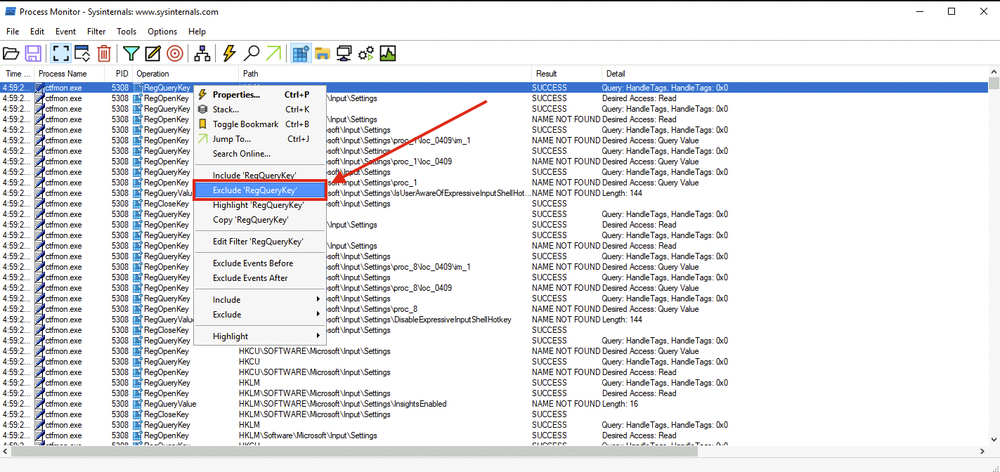 Process Monitor - Sysinternals: www.sysinternals.com
File Edit Event Filter Tools Options Help
Time ... Process Name PID Operation Path Result Detail
4:59:2... ctfmon.exe 5308 RegQueryKey SUCCESS Query: HandleTags, HandleTags: 0x0
4:59:2... ctfmon.exe 5308 RegOpenKey \Input\Settings SUCCESS Desired Access: Read
4:59:2... ctfmon.exe 5308 RegQueryKey SUCCESS Query: HandleTags, HandleTags: 0x0
4:59:2... ctfmon.exe 5308 RegOpenKey \Input\Settings NAME NOT FOUND Desired Access: Read
4:59:2... ctfmon.exe 5308 RegQueryKey osoft\Input\Settings SUCCESS Query: HandleTags, HandleTags: 0x0
4:59:2... ctfmon.exe 5308 RegOpenKey osoft\Input\Settings\proc_1\loc_0409\im_1 NAME NOT FOUND Desired Access: Query Value
4:59:2... ctfmon.exe 5308 RegQueryKey osoft\Input\Settings SUCCESS Query: HandleTags, HandleTags: 0x0
4:59:2... ctfmon.exe 5308 RegOpenKey osoft\Input\Settings\proc_1\loc_0409 NAME NOT FOUND Desired Access: Query Value
4:59:2... ctfmon.exe 5308 RegQueryKey osoft\Input\Settings SUCCESS Query: HandleTags, HandleTags: 0x0
4:59:2... ctfmon.exe 5308 RegOpenKey osoft\Input\Settings\proc_1 NAME NOT FOUND Desired Access: Query Value
4:59:2... ctfmon.exe 5308 RegQueryValu osoft\Input\Settings\IsUserAwareOfExpressiveInputShellHot... NAME NOT FOUND Length: 144
4:59:2... ctfmon.exe 5308 RegCloseKey osoft\Input\Settings SUCCESS
4:59:2... ctfmon.exe 5308 RegQueryKey SUCCESS Query: HandleTags, HandleTags: 0x0
4:59:2... ctfmon.exe 5308 RegOpenKey \Input\Settings SUCCESS Desired Access: Read
4:59:2... ctfmon.exe 5308 RegQueryKey SUCCESS Query: HandleTags, HandleTags: 0x0
4:59:2... ctfmon.exe 5308 RegOpenKey \Input\Settings NAME NOT FOUND Desired Access: Read
4:59:2... ctfmon.exe 5308 RegQueryKey osoft\Input\Settings SUCCESS Query: HandleTags, HandleTags: 0x0
4:59:2... ctfmon.exe 5308 RegOpenKey osoft\Input\Settings\proc_8\loc_0409\im_1 NAME NOT FOUND Desired Access: Query Value
4:59:2... ctfmon.exe 5308 RegQueryKey osoft\Input\Settings SUCCESS Query: HandleTags, HandleTags: 0x0
4:59:2... ctfmon.exe 5308 RegOpenKey osoft\Input\Settings\proc_8\loc_0409 NAME NOT FOUND Desired Access: Query Value
4:59:2... ctfmon.exe 5308 RegQueryKey osoft\Input\Settings SUCCESS Query: HandleTags, HandleTags: 0x0
4:59:2... ctfmon.exe 5308 RegOpenKey osoft\Input\Settings\proc_8 NAME NOT FOUND Desired Access: Query Value
4:59:2... ctfmon.exe 5308 RegQueryValu osoft\Input\Settings\DisableExpressiveInputShellHotkey NAME NOT FOUND Length: 144
4:59:2... ctfmon.exe 5308 RegCloseKey osoft\Input\Settings SUCCESS
4:59:2... ctfmon.exe 5308 RegQueryKey SUCCESS Query: HandleTags, HandleTags: 0x0
4:59:2... ctfmon.exe 5308 RegOpenKey HKCU\SOFTWARE\Microsoft\Input\Settings NAME NOT FOUND Desired Access: Query Value
4:59:2... ctfmon.exe 5308 RegQueryKey HKCU SUCCESS Query: HandleTags, HandleTags: 0x0
4:59:2... ctfmon.exe 5308 RegOpenKey HKCU\SOFTWARE\Microsoft\Input\Settings NAME NOT FOUND Desired Access: Read
4:59:2... ctfmon.exe 5308 RegQueryKey HKLM SUCCESS Query: HandleTags, HandleTags: 0x0
4:59:2... ctfmon.exe 5308 RegOpenKey HKLM\SOFTWARE\Microsoft\Input\Settings SUCCESS Desired Access: Read
4:59:2... ctfmon.exe 5308 RegQueryValue HKLM\SOFTWARE\Microsoft\Input\Settings\InsightsEnabled NAME NOT FOUND Length: 16
4:59:2... ctfmon.exe 5308 RegCloseKey HKLM\SOFTWARE\Microsoft\Input\Settings SUCCESS
4:59:2... ctfmon.exe 5308 RegQueryKey HKLM SUCCESS Query: HandleTags, HandleTags: 0x0
4:59:2... ctfmon.exe 5308 RegOpenKey HKLM\Software\Microsoft\Input\Settings SUCCESS Desired Access: Read
Properties... Ctrl+P
Stack... Ctrl+K
Toggle Bookmark Ctrl+B
Jump To... Ctrl+J
Search Online...
Include 'RegQueryKey'
Exclude 'RegQueryKey'
Highlight 'RegQueryKey'
Copy 'RegQueryKey'
Edit Filter 'RegQueryKey'
Exclude Events Before
Exclude Events After
Include
Exclude
Highlight